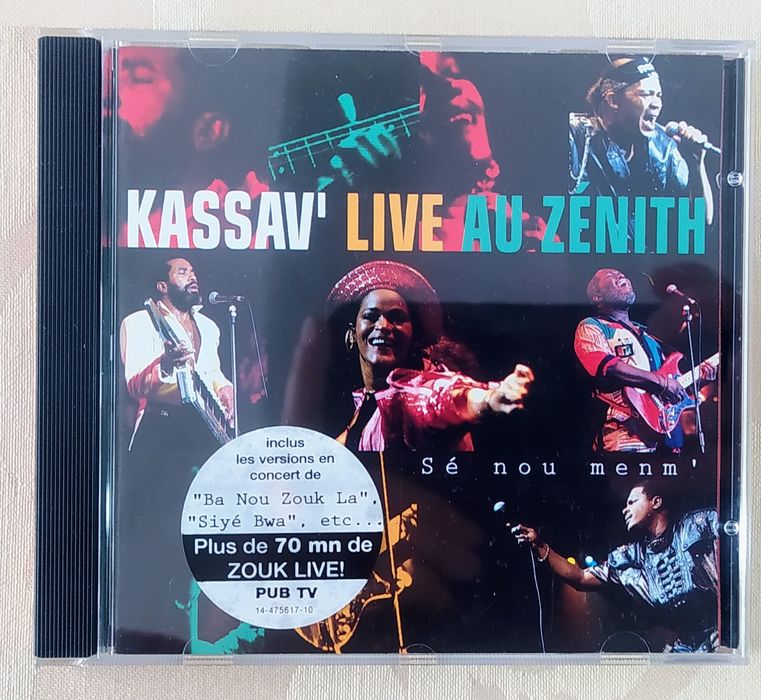 KASSAV' LIVE AU ZÉNITH
Sé nou menm'
inclus
les versions en
concert de
"Ba Nou Zouk La",
"Siyé Bwa", etc...
Plus de 70 mn de
ZOUK LIVE!
PUB TV
14-475617-10